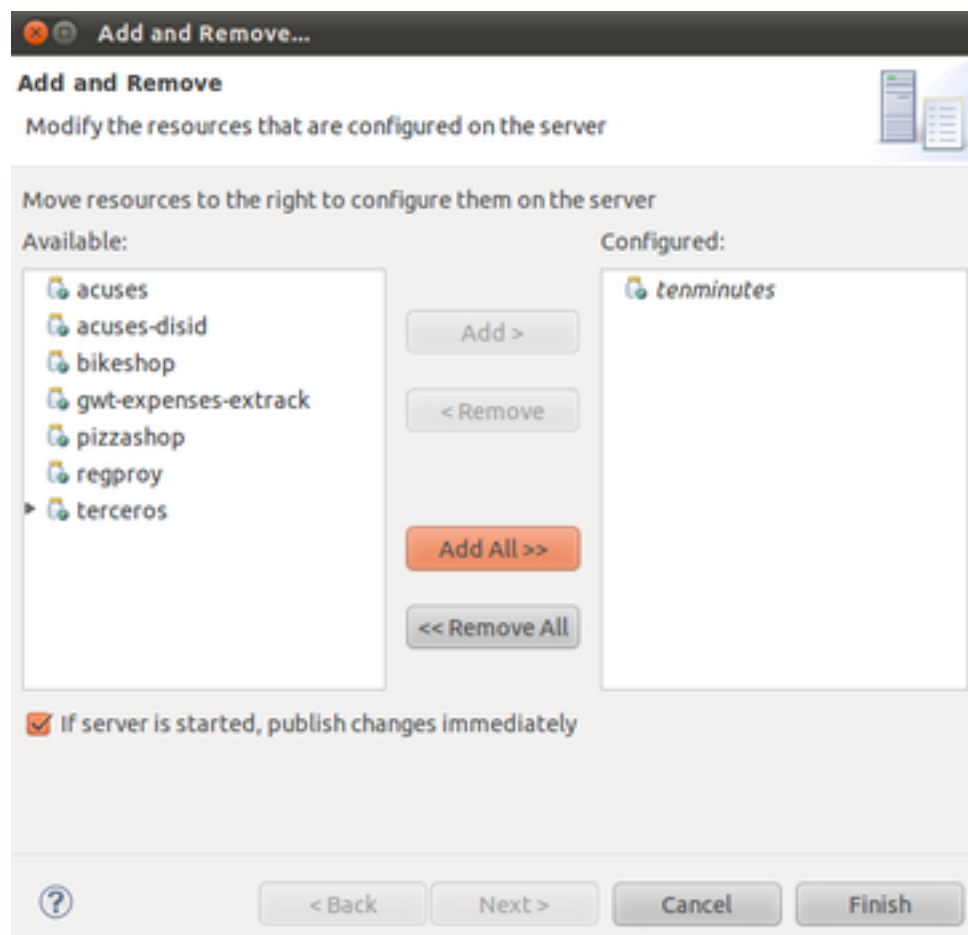 Add and Remove...
Add and Remove
Modify the resources that are configured on the server
Move resources to the right to configure them on the server
Available:
Configured:
acuses
acuses-disid
bikeshop
gwt-expenses-extrack
pizzashop
regproy
terceros
Add >
< Remove
Add All >>
<< Remove All
tenminutes
If server is started, publish changes immediately
?
< Back
Next >
Cancel
Finish